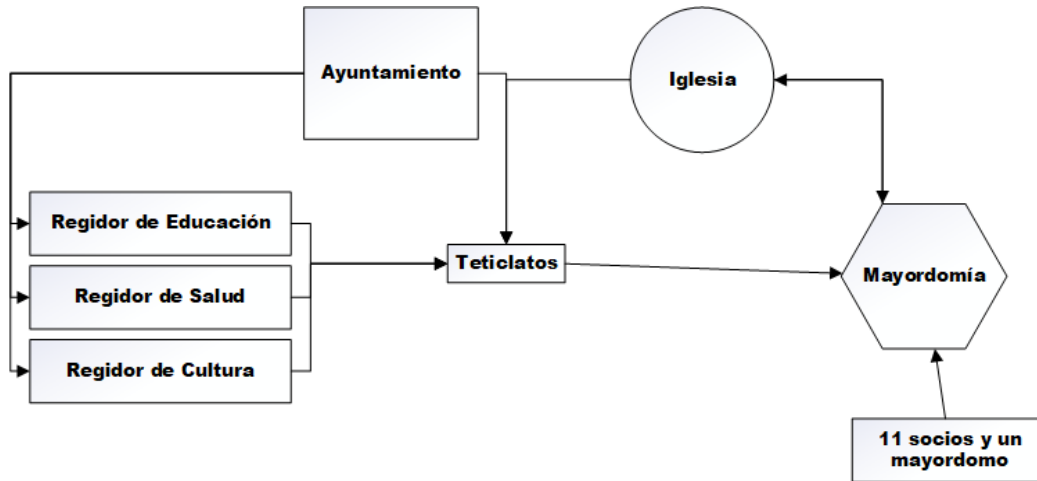 Ayuntamiento
Iglesia
Regidor de Educación
Regidor de Salud
Regidor de Cultura
Teticlatos
Mayordomía
11 socios y un
mayordomo